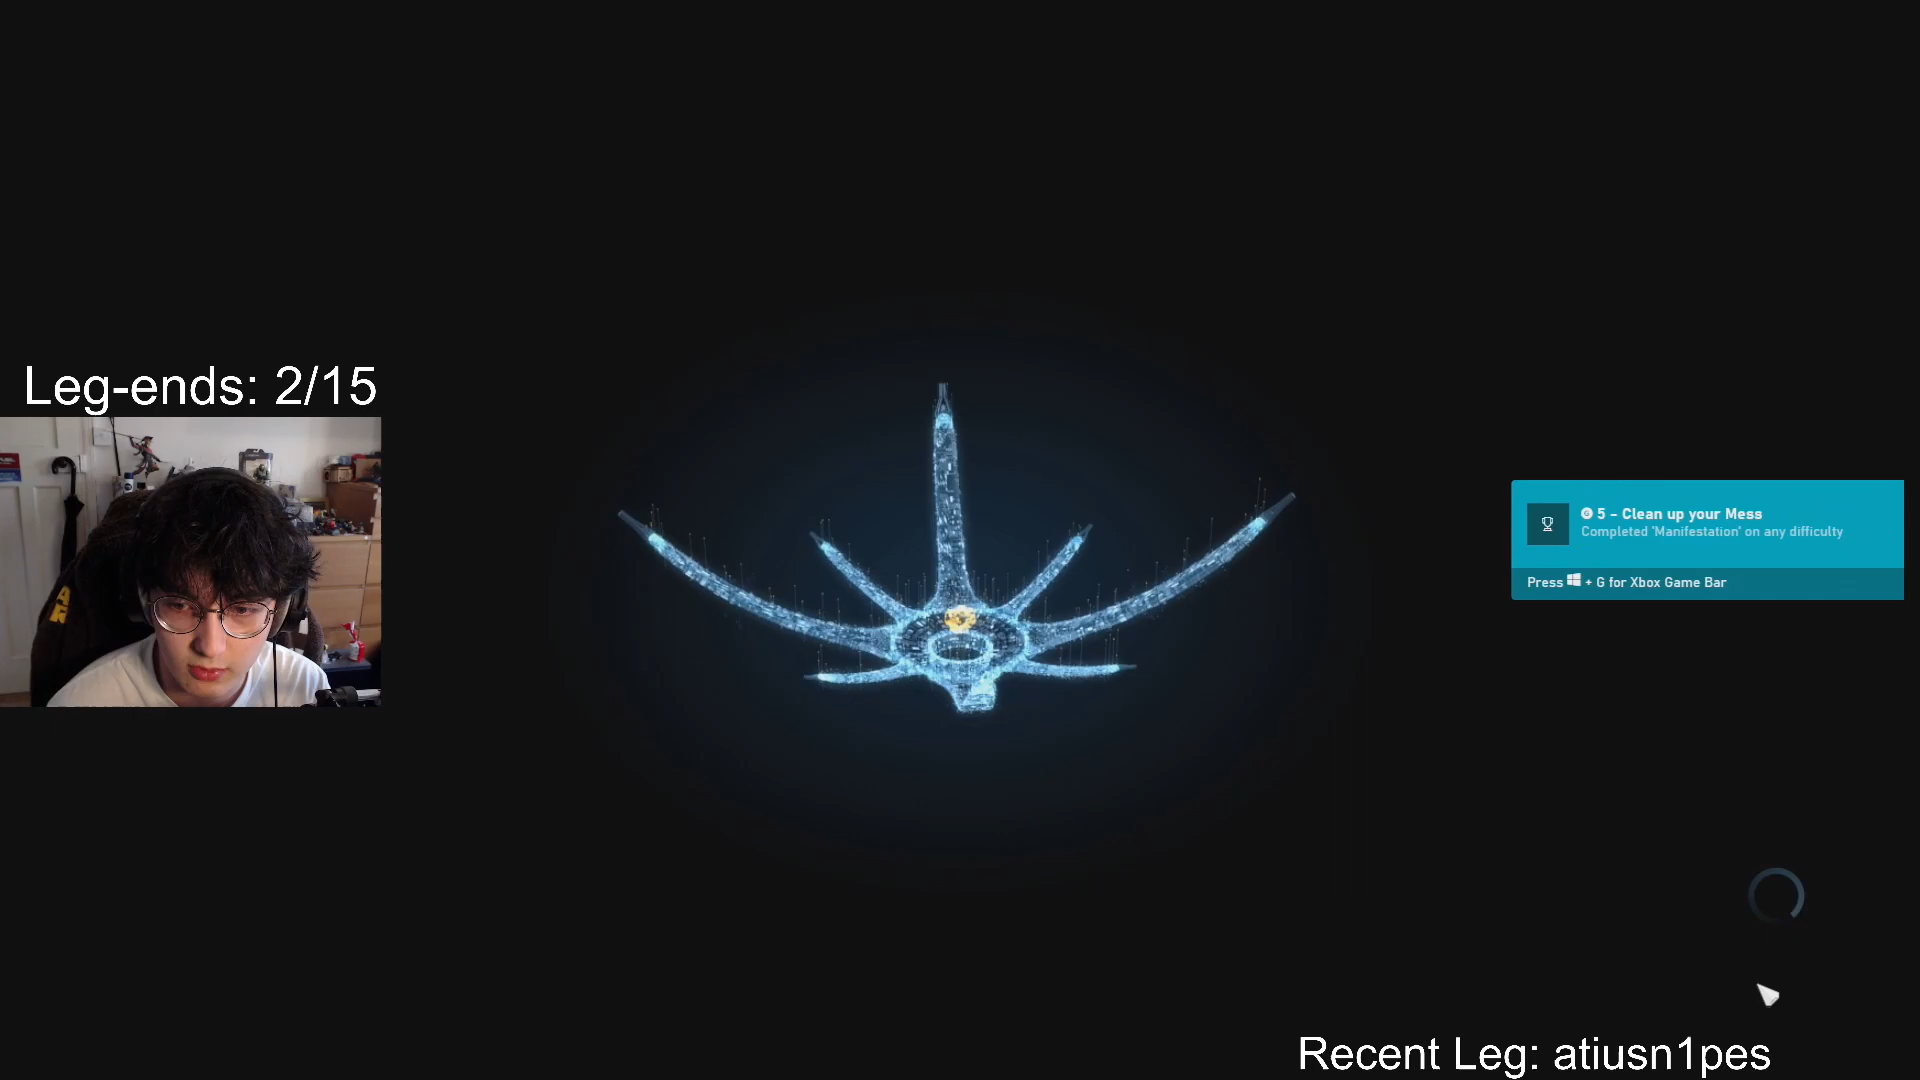 Leg-ends: 2/15
5 - Clean up your Mess
Completed 'Manifestation' on any difficulty
Press + G for Xbox Game Bar
Recent Leg: atiusn1pes